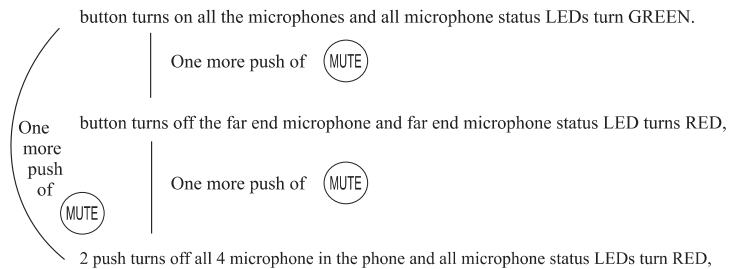 button turns on all the microphones and all microphone status LEDs turn GREEN.
One more push of MUTE
button turns off the far end microphone and far end microphone status LED turns RED,
One
more
push
of
MUTE
One more push of MUTE
2 push turns off all 4 microphone in the phone and all microphone status LEDs turn RED,